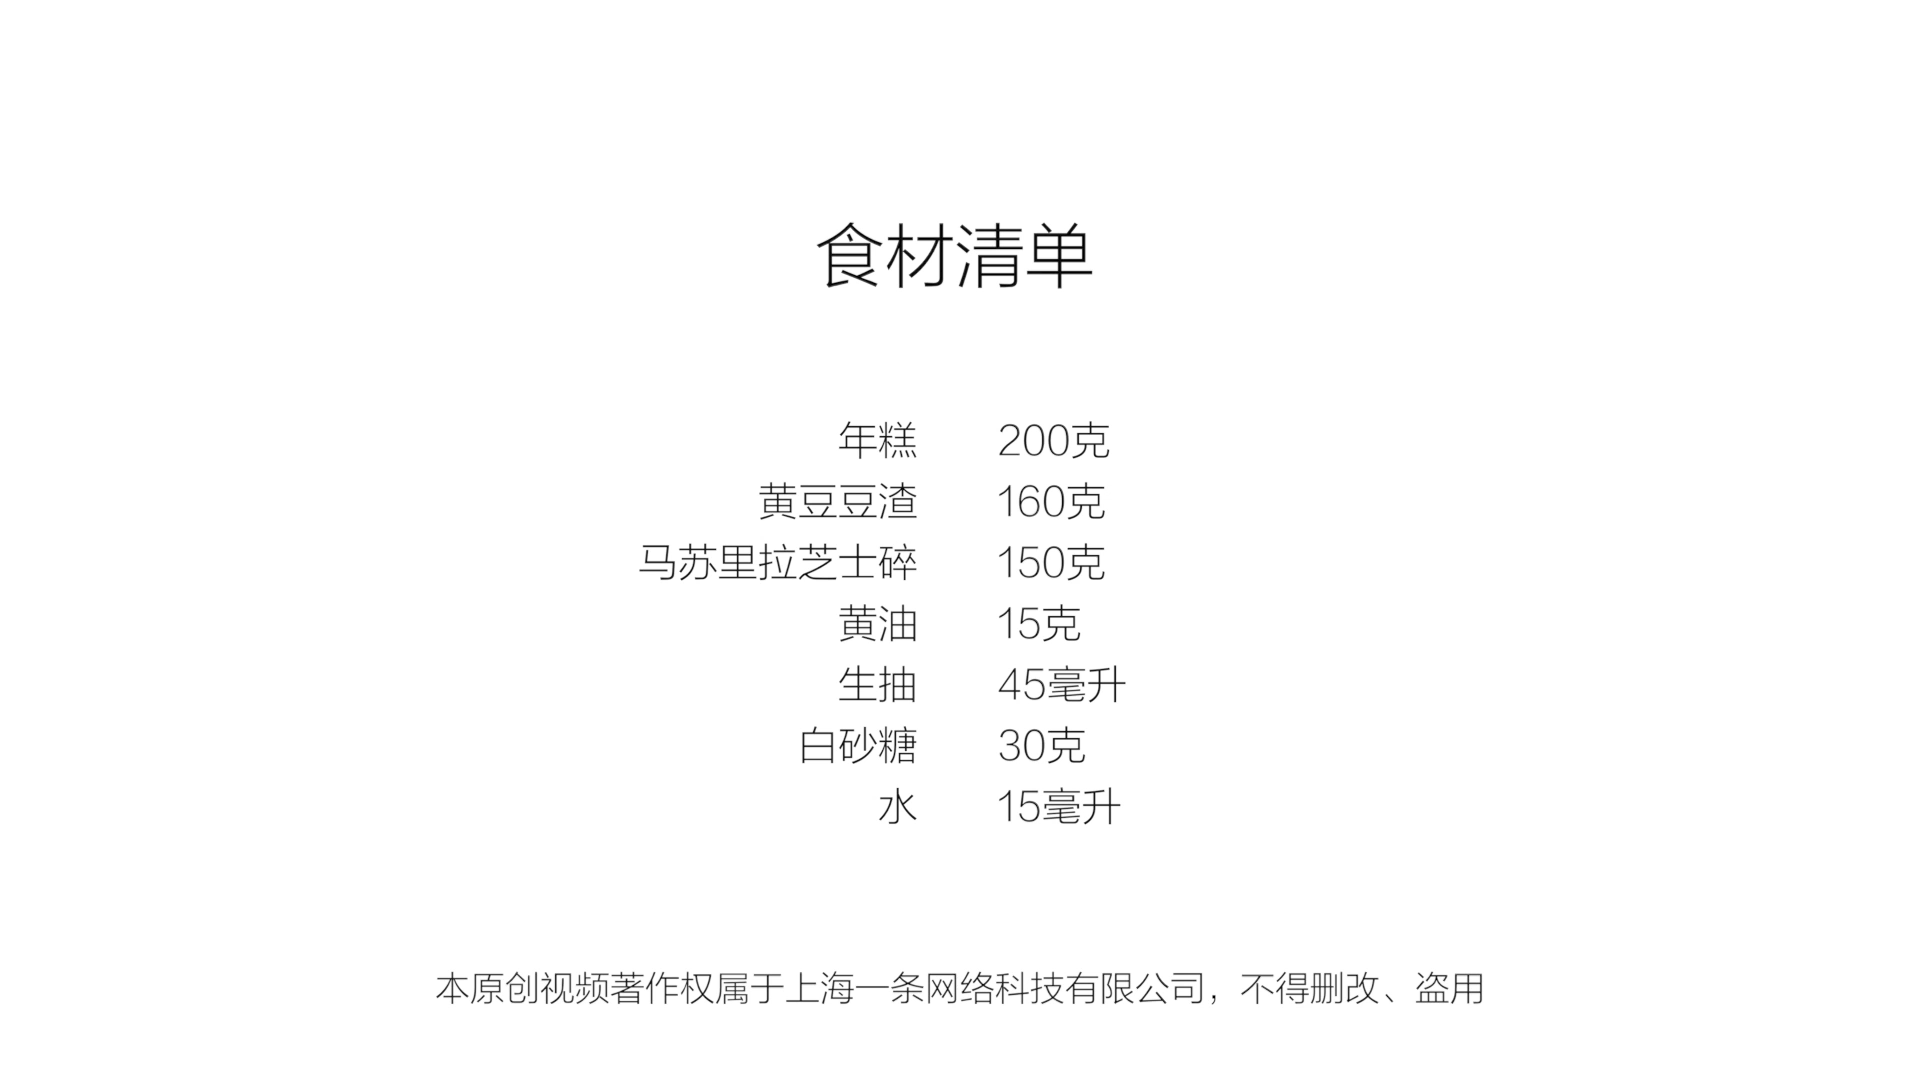 食材清单
年糕 200克
黄豆豆渣 160克
马苏里拉芝士碎 150克
黄油 15克
生抽 45毫升
白砂糖 30克
水 15毫升
本原创视频著作权属于上海一条网络科技有限公司，不得删改、盗用